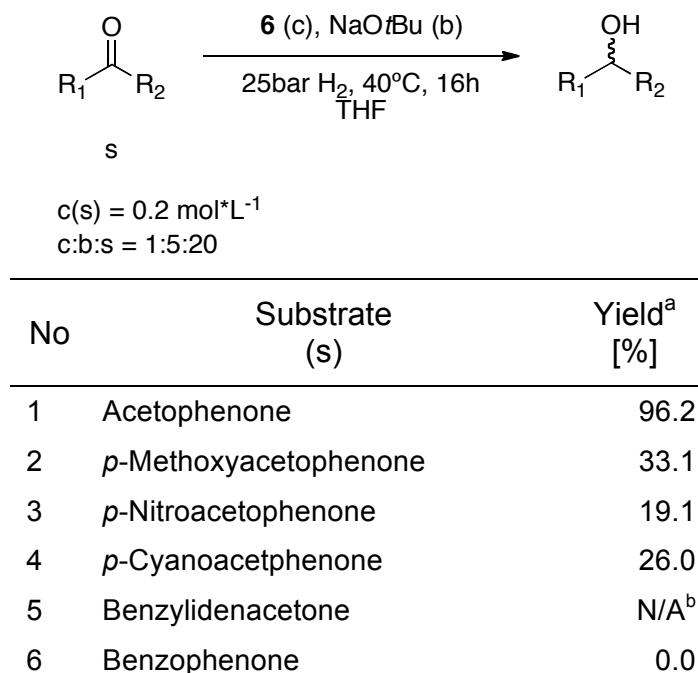 O
R1 R2
s
6 (c), NaOtBu (b)
25bar H2, 40ºC, 16h
THF
OH
R1 R2
c(s) = 0.2 mol*L-1
c:b:s = 1:5:20
No Substrate (s) Yielda [%]
1 Acetophenone 96.2
2 p-Methoxyacetophenone 33.1
3 p-Nitroacetophenone 19.1
4 p-Cyanoacetphenone 26.0
5 Benzylidenacetone N/Ab
6 Benzophenone 0.0